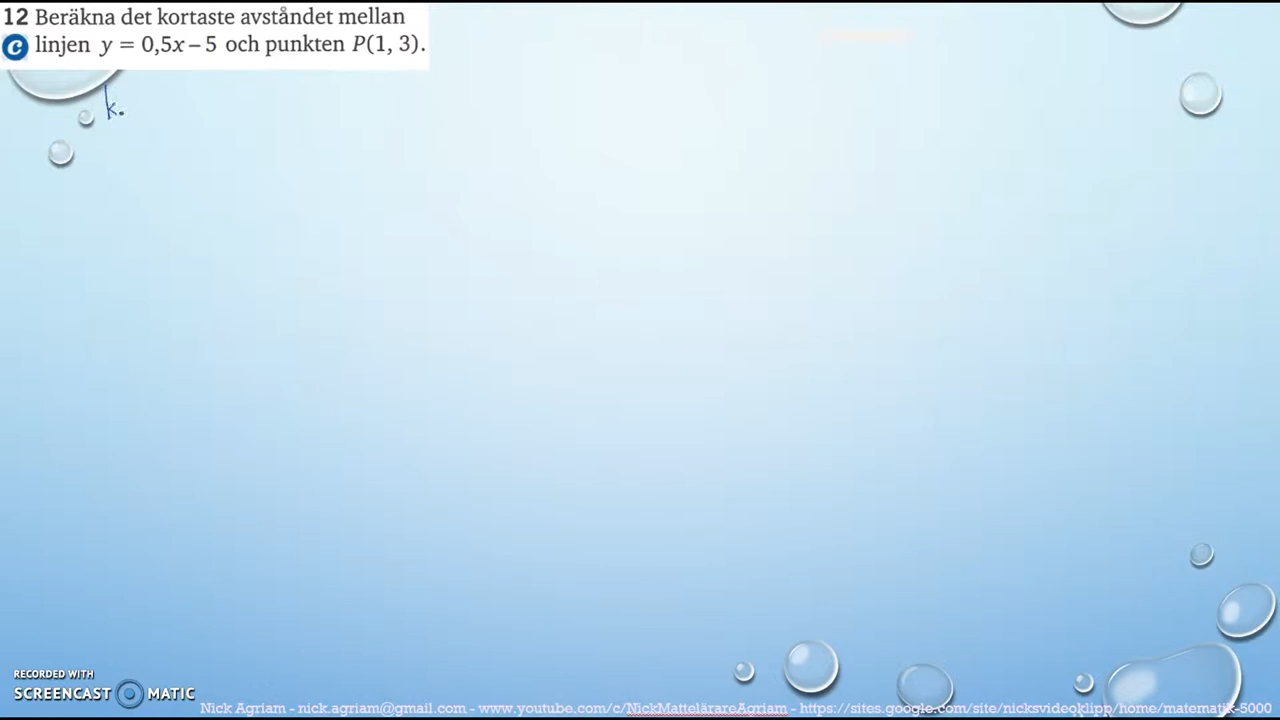 12 Beräkna det kortaste avståndet mellan
C linjen y = 0,5x – 5 och punkten P(1, 3).
k.
RECORDED WITH
SCREENCAST MATIC
Nick Agriam - nick.agriam@gmail.com - www.youtube.com/c/NickMattelärareAgriam - https://sites.google.com/site/nicksvideoklipp/home/matematik-5000